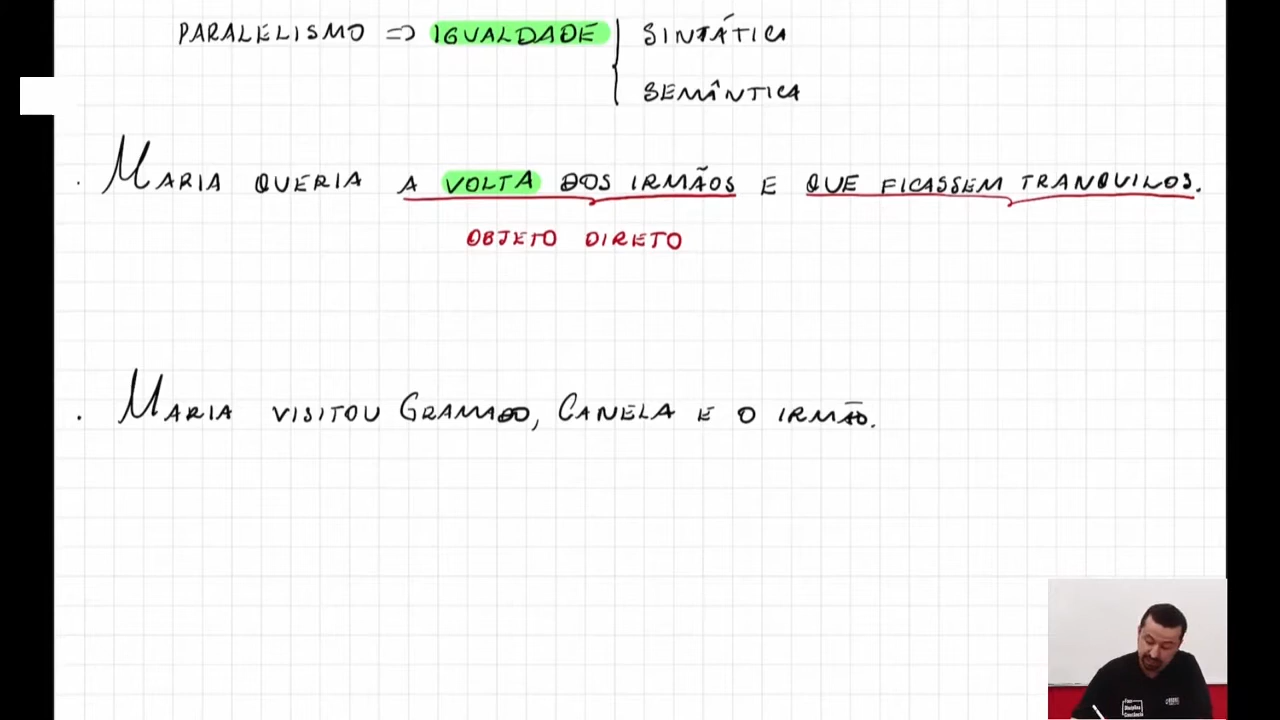 PARALELISMO => IGUALDADE { SINTÁTICA
SEMÂNTICA
. MARIA QUERIA A VOLTA DOS IRMÃOS E QUE FICASSEM TRANQUILOS.
OBJETO DIRETO
. MARIA VISITOU GRAMADO, CANELA E O IRMÃO.